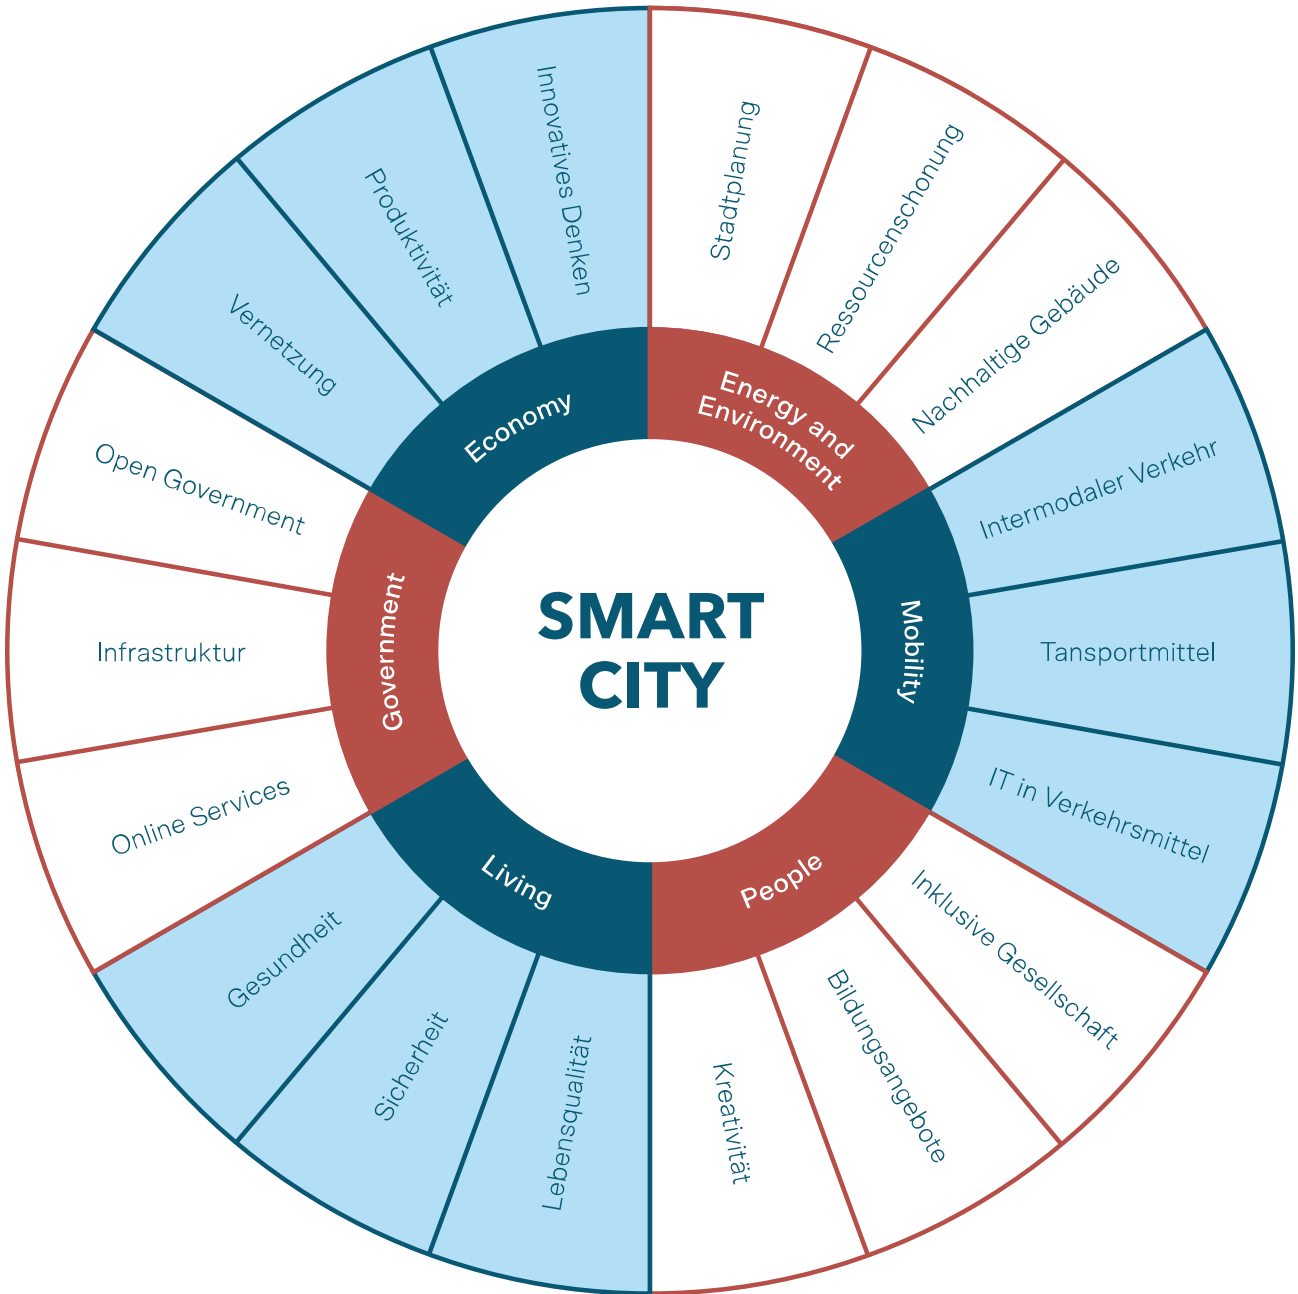 SMART
CITY
Energy and
Environment
Stadtplanung
Ressourcenschonung
Nachhaltige Gebäude
Mobility
Intermodaler Verkehr
Tansportmittel
IT in Verkehrsmittel
People
Inklusive Gesellschaft
Bildungsangebote
Kreativität
Living
Lebensqualität
Sicherheit
Gesundheit
Government
Online Services
Infrastruktur
Open Government
Economy
Vernetzung
Produktivität
Innovatives Denken